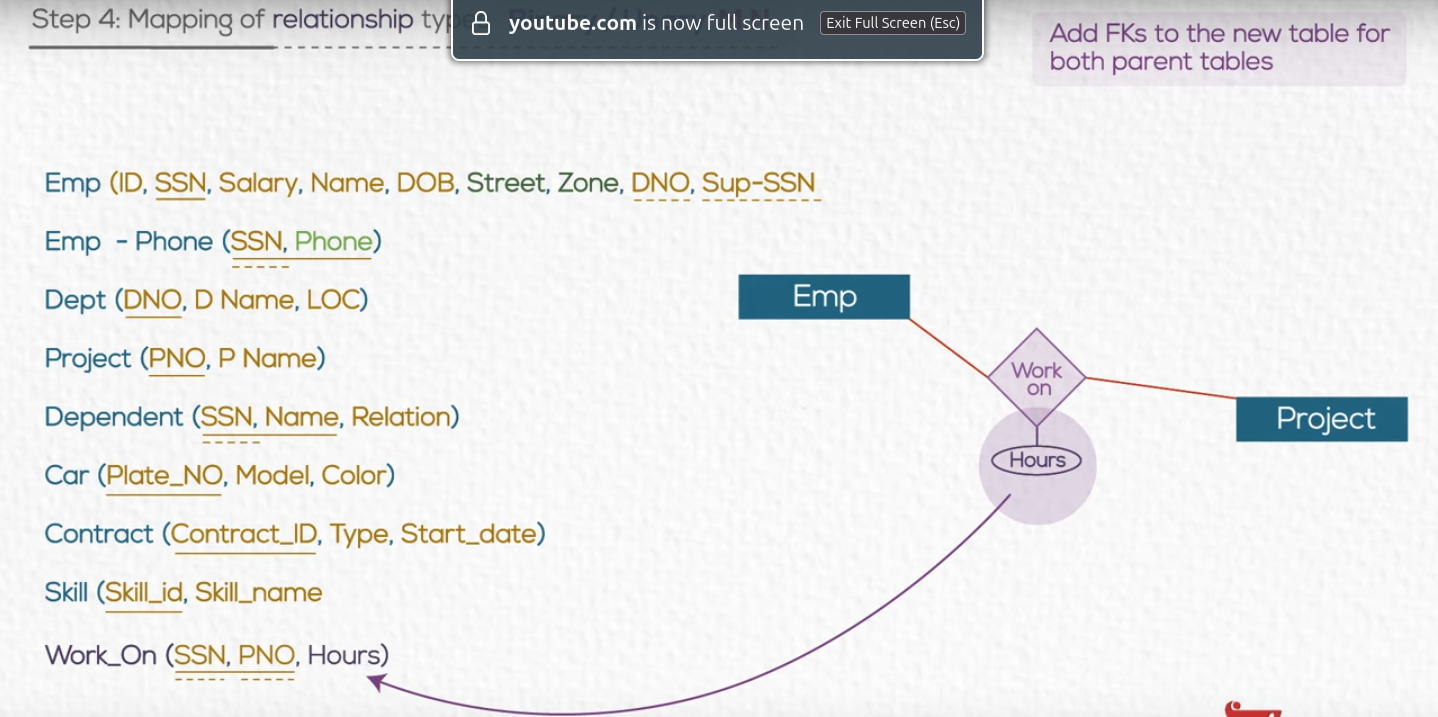 Step 4: Mapping of relationship typ
youtube.com is now full screen
Exit Full Screen (Esc)
Add FKs to the new table for
both parent tables
Emp (ID, SSN, Salary, Name, DOB, Street, Zone, DNO, Sup-SSN
Emp - Phone (SSN, Phone)
Dept (DNO, D Name, LOC)
Project (PNO, P Name)
Dependent (SSN, Name, Relation)
Car (Plate_NO, Model, Color)
Contract (Contract_ID, Type, Start_date)
Skill (Skill_id, Skill_name
Work_On (SSN, PNO, Hours)
Emp
Work
on
Hours
Project